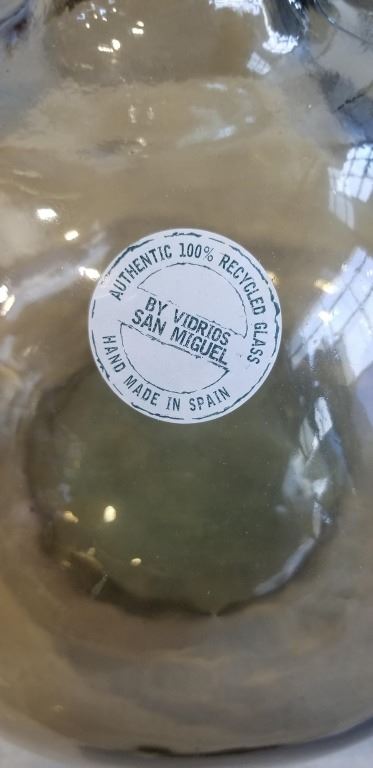 AUTHENTIC 100% RECYCLED GLASS
BY VIDRIOS
SAN MIGUEL
HAND MADE IN SPAIN